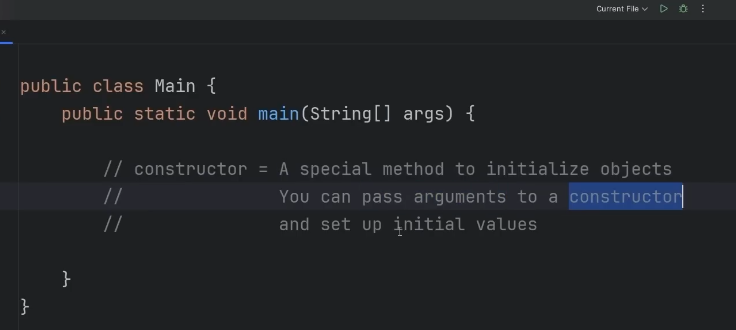 Current File
public class Main {
public static void main(String[] args) {
// constructor = A special method to initialize objects
// You can pass arguments to a constructor
// and set up initial values
}
}